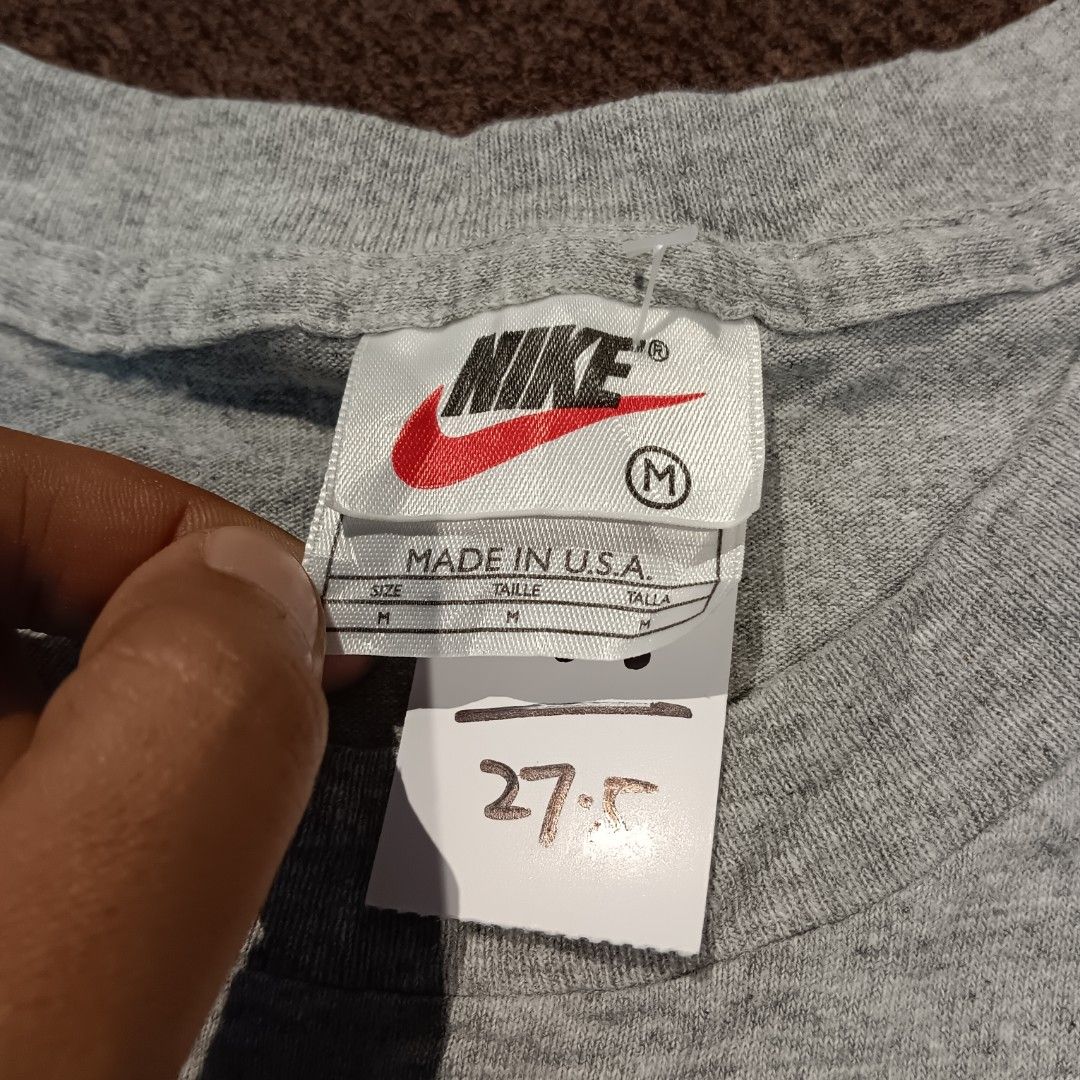 NIKE®
M
MADE IN U.S.A.
SIZE TAILLE TALLA
M M M
27.5